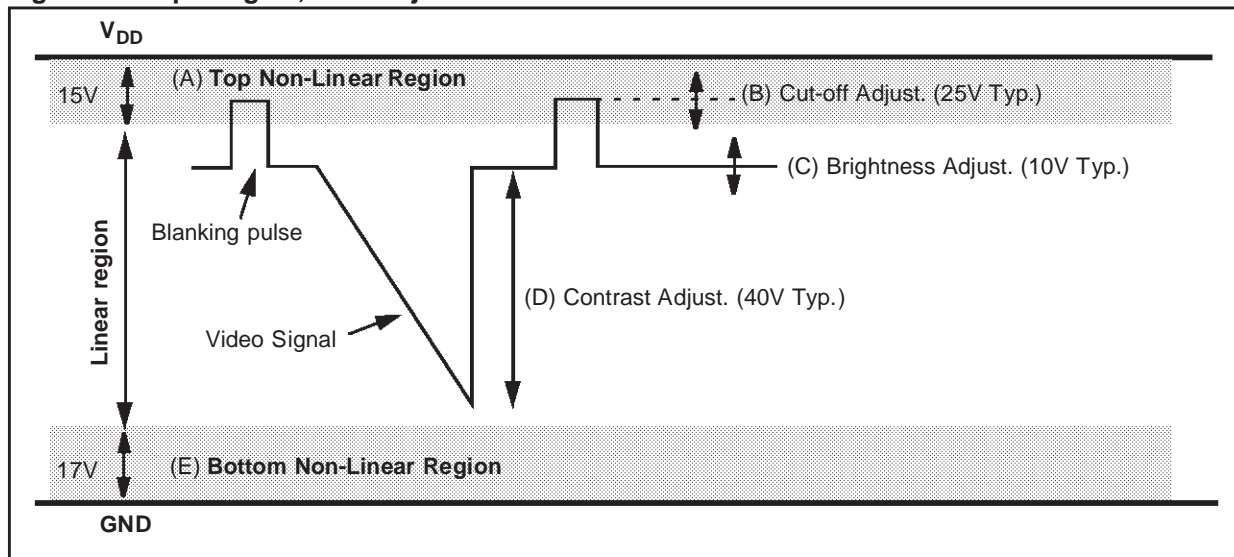 VDD
(A) Top Non-Linear Region
15V
(B) Cut-off Adjust. (25V Typ.)
(C) Brightness Adjust. (10V Typ.)
Blanking pulse
Linear region
(D) Contrast Adjust. (40V Typ.)
Video Signal
17V
(E) Bottom Non-Linear Region
GND